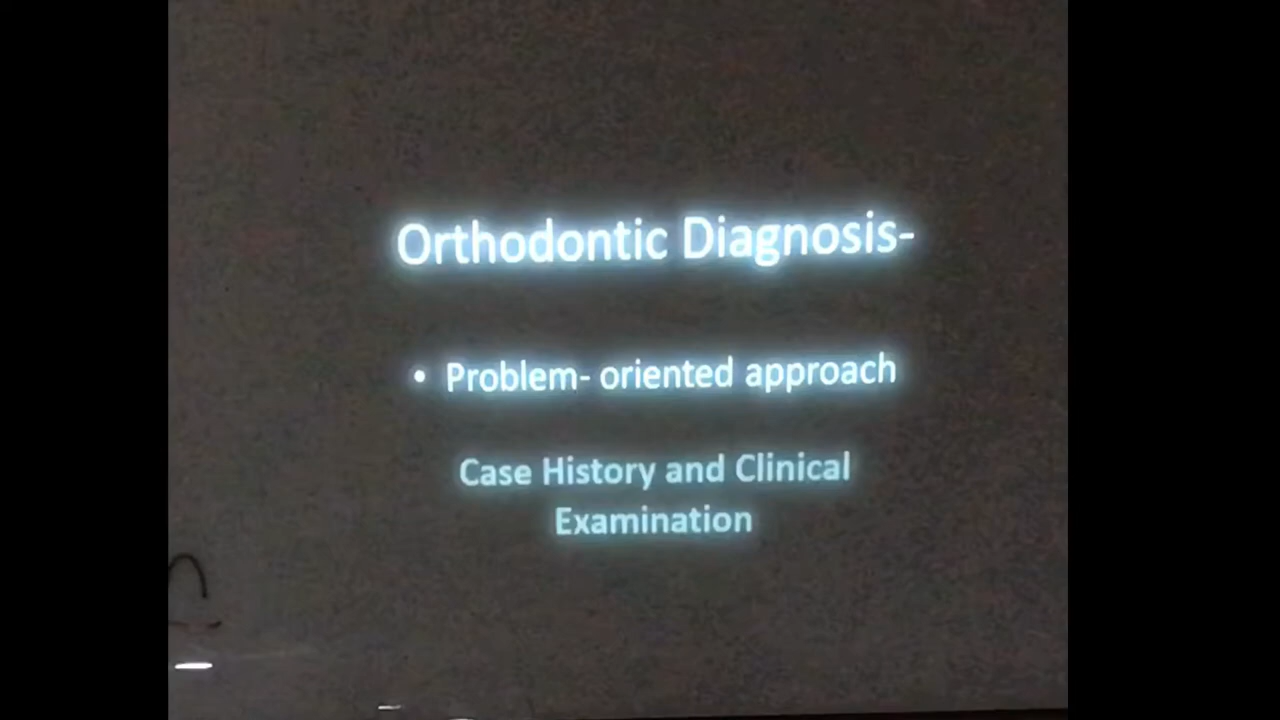 Orthodontic Diagnosis-
• Problem- oriented approach
Case History and Clinical
Examination